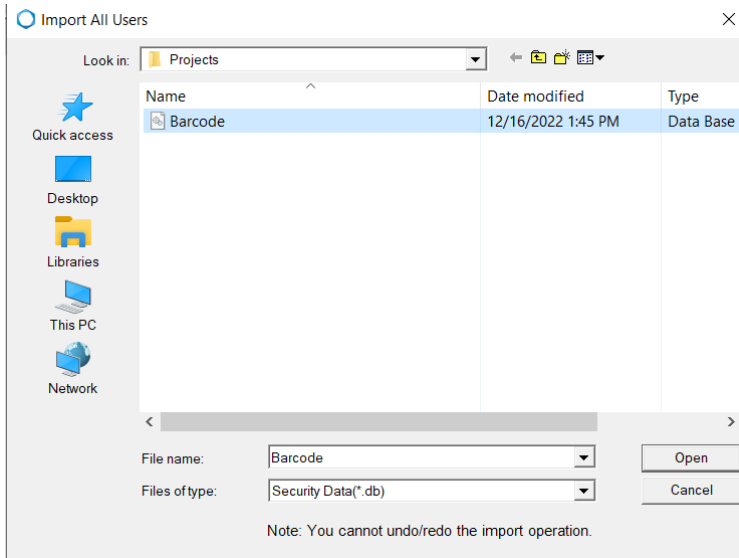 Import All Users
Look in: Projects
Name Date modified Type
Barcode 12/16/2022 1:45 PM Data Base
Quick access
Desktop
Libraries
This PC
Network
File name: Barcode Open
Files of type: Security Data(*.db) Cancel
Note: You cannot undo/redo the import operation.